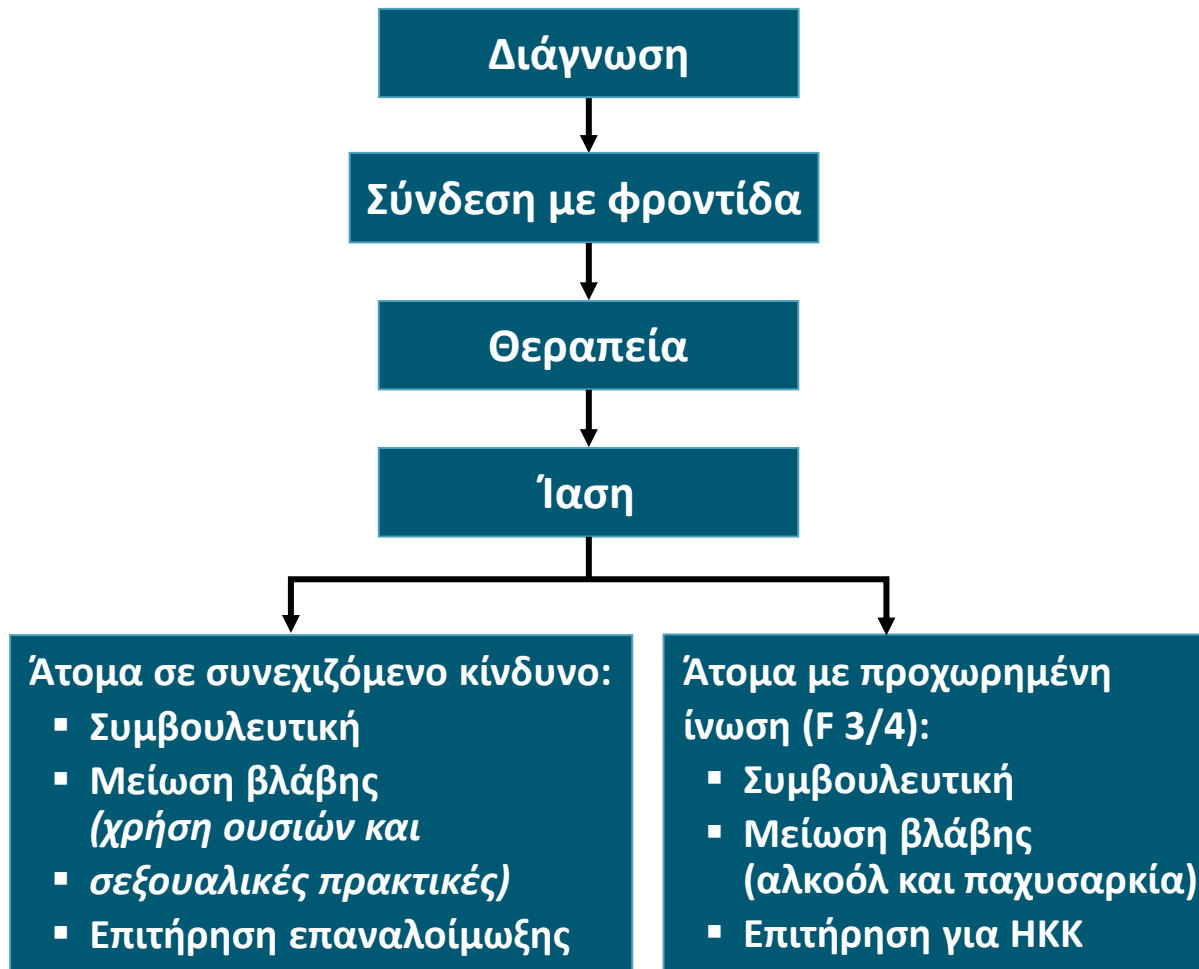 Διάγνωση
Σύνδεση με φροντίδα
Θεραπεία
Ίαση
Άτομα σε συνεχιζόμενο κίνδυνο:
▪ Συμβουλευτική
▪ Μείωση βλάβης
(χρήση ουσιών και
▪ σεξουαλικές πρακτικές)
▪ Επιτήρηση επαναλοίμωξης
Άτομα με προχωρημένη
ίνωση (F 3/4):
▪ Συμβουλευτική
▪ Μείωση βλάβης
(αλκοόλ και παχυσαρκία)
▪ Επιτήρηση για ΗΚΚ